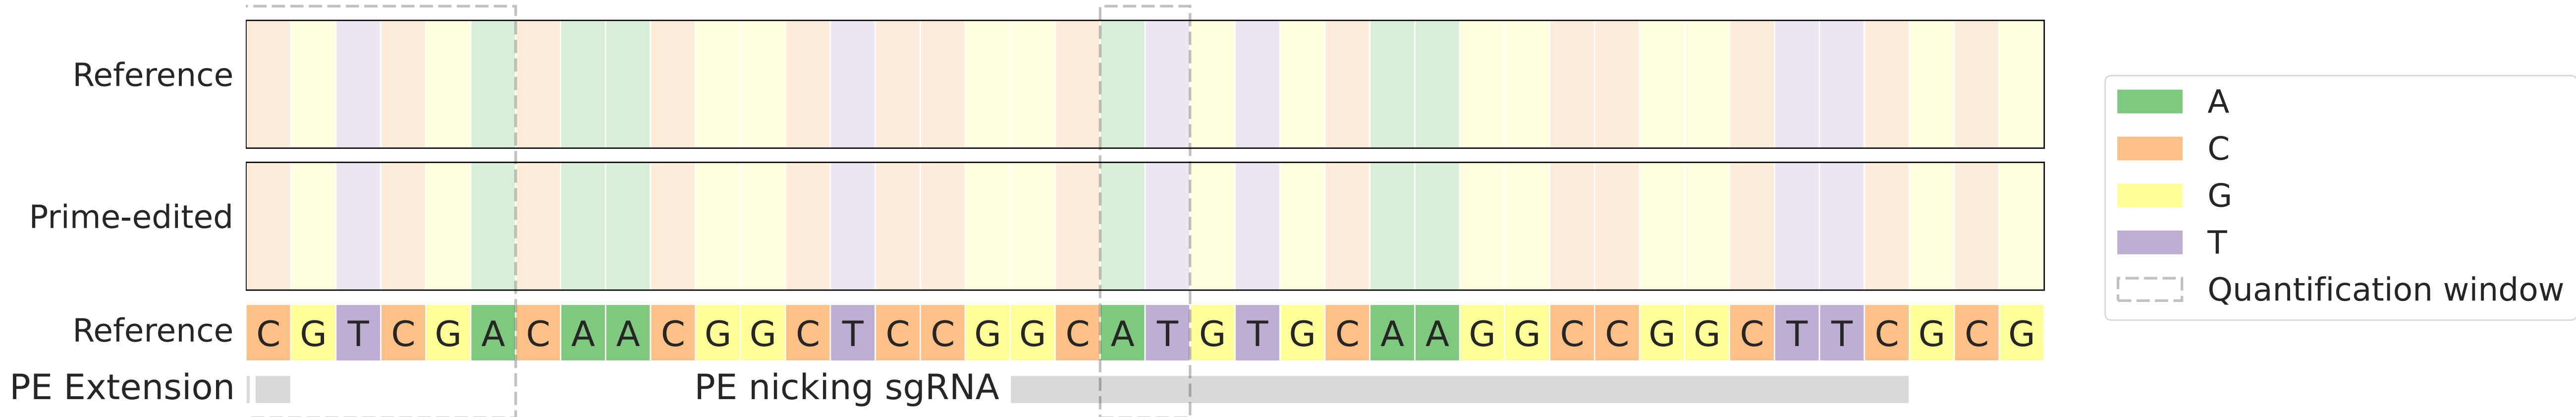 Reference
Prime-edited
Reference C G T C G A C A A C G G C T C C G G C A T G T G C A A G G C C G G C T T C G C G
PE Extension PE nicking sgRNA
A
C
G
T
Quantification window